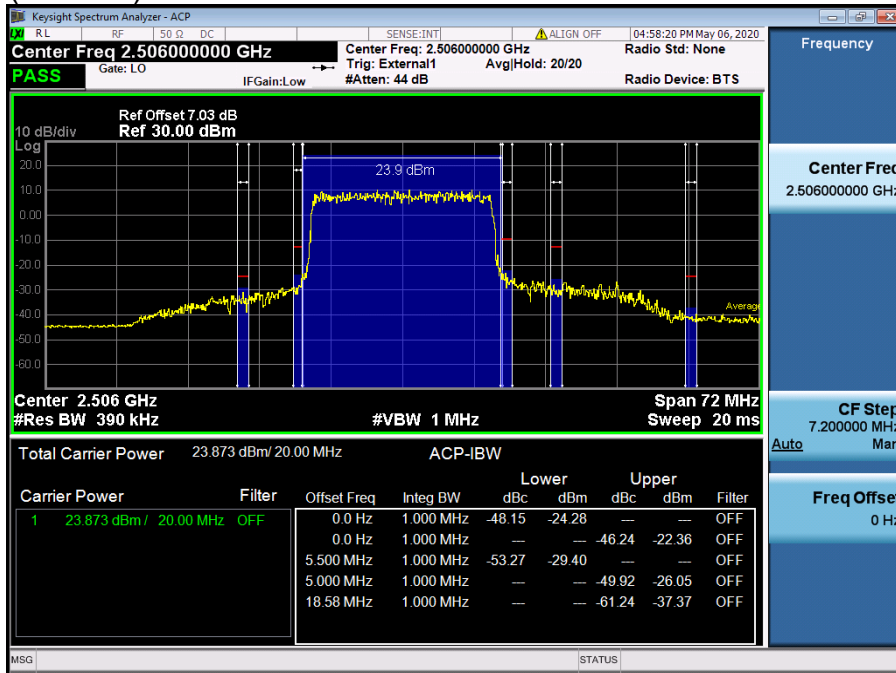 Keysight Spectrum Analyzer - ACP
LXI RL RF 50 Ω DC SENSE:INT ALIGN OFF 04:58:20 PM May 06, 2020
Center Freq 2.506000000 GHz
Center Freq: 2.506000000 GHz Radio Std: None
Gate: LO Trig: External1 Avg|Hold: 20/20
PASS IFGain:Low #Atten: 44 dB Radio Device: BTS
Ref Offset 7.03 dB
10 dB/div Ref 30.00 dBm
Log
20.0
23.9 dBm
10.0
0.00
-10.0
-20.0
-30.0
-40.0
Average
-50.0
-60.0
Center 2.506 GHz Span 72 MHz
#Res BW 390 kHz #VBW 1 MHz Sweep 20 ms
Total Carrier Power 23.873 dBm/ 20.00 MHz ACP-IBW
Lower Upper
Carrier Power Filter Offset Freq Integ BW dBc dBm dBc dBm Filter
1 23.873 dBm / 20.00 MHz OFF 0.0 Hz 1.000 MHz -48.15 -24.28 --- --- OFF
0.0 Hz 1.000 MHz --- --- -46.24 -22.36 OFF
5.500 MHz 1.000 MHz -53.27 -29.40 --- --- OFF
5.000 MHz 1.000 MHz --- --- -49.92 -26.05 OFF
18.58 MHz 1.000 MHz --- --- -61.24 -37.37 OFF
MSG STATUS
Frequency
Center Freq
2.506000000 GHz
CF Step
7.200000 MHz
Auto Man
Freq Offset
0 Hz